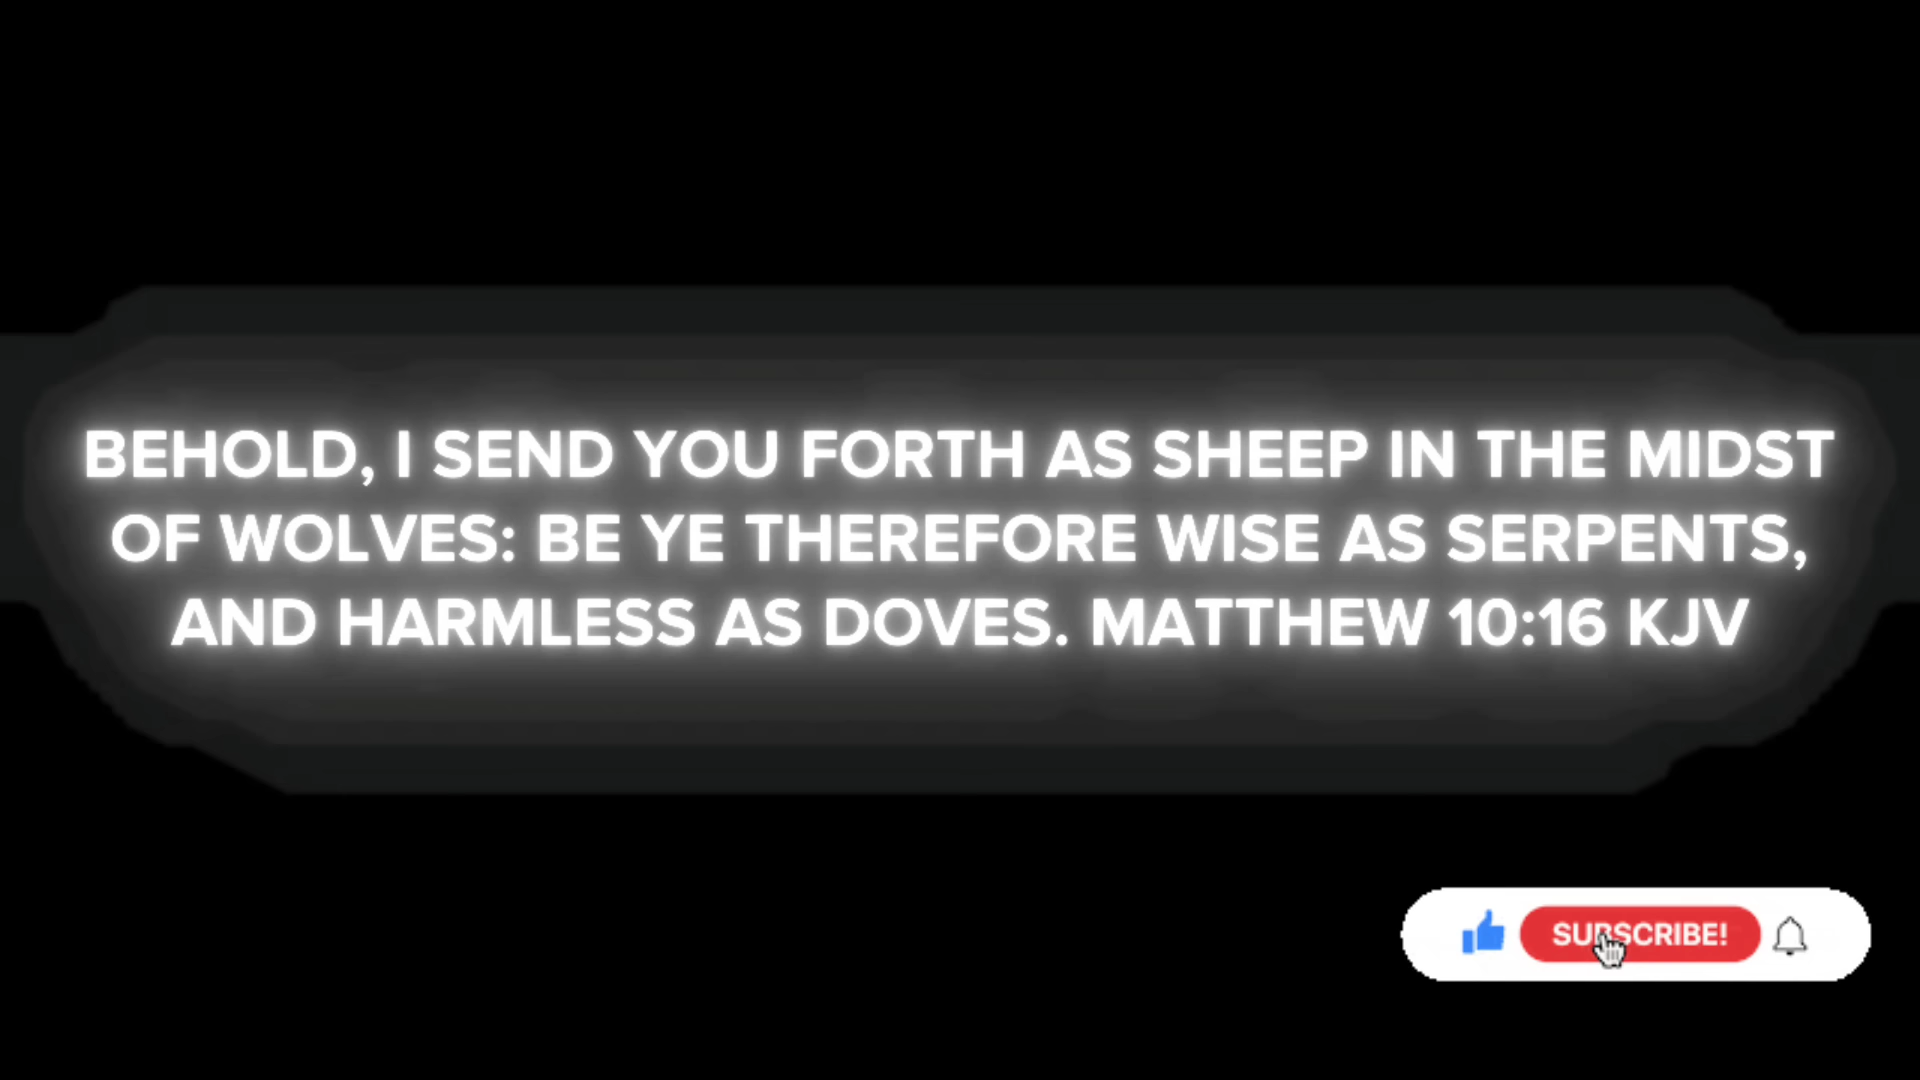 BEHOLD, I SEND YOU FORTH AS SHEEP IN THE MIDST
OF WOLVES: BE YE THEREFORE WISE AS SERPENTS,
AND HARMLESS AS DOVES. MATTHEW 10:16 KJV
SUBSCRIBE!